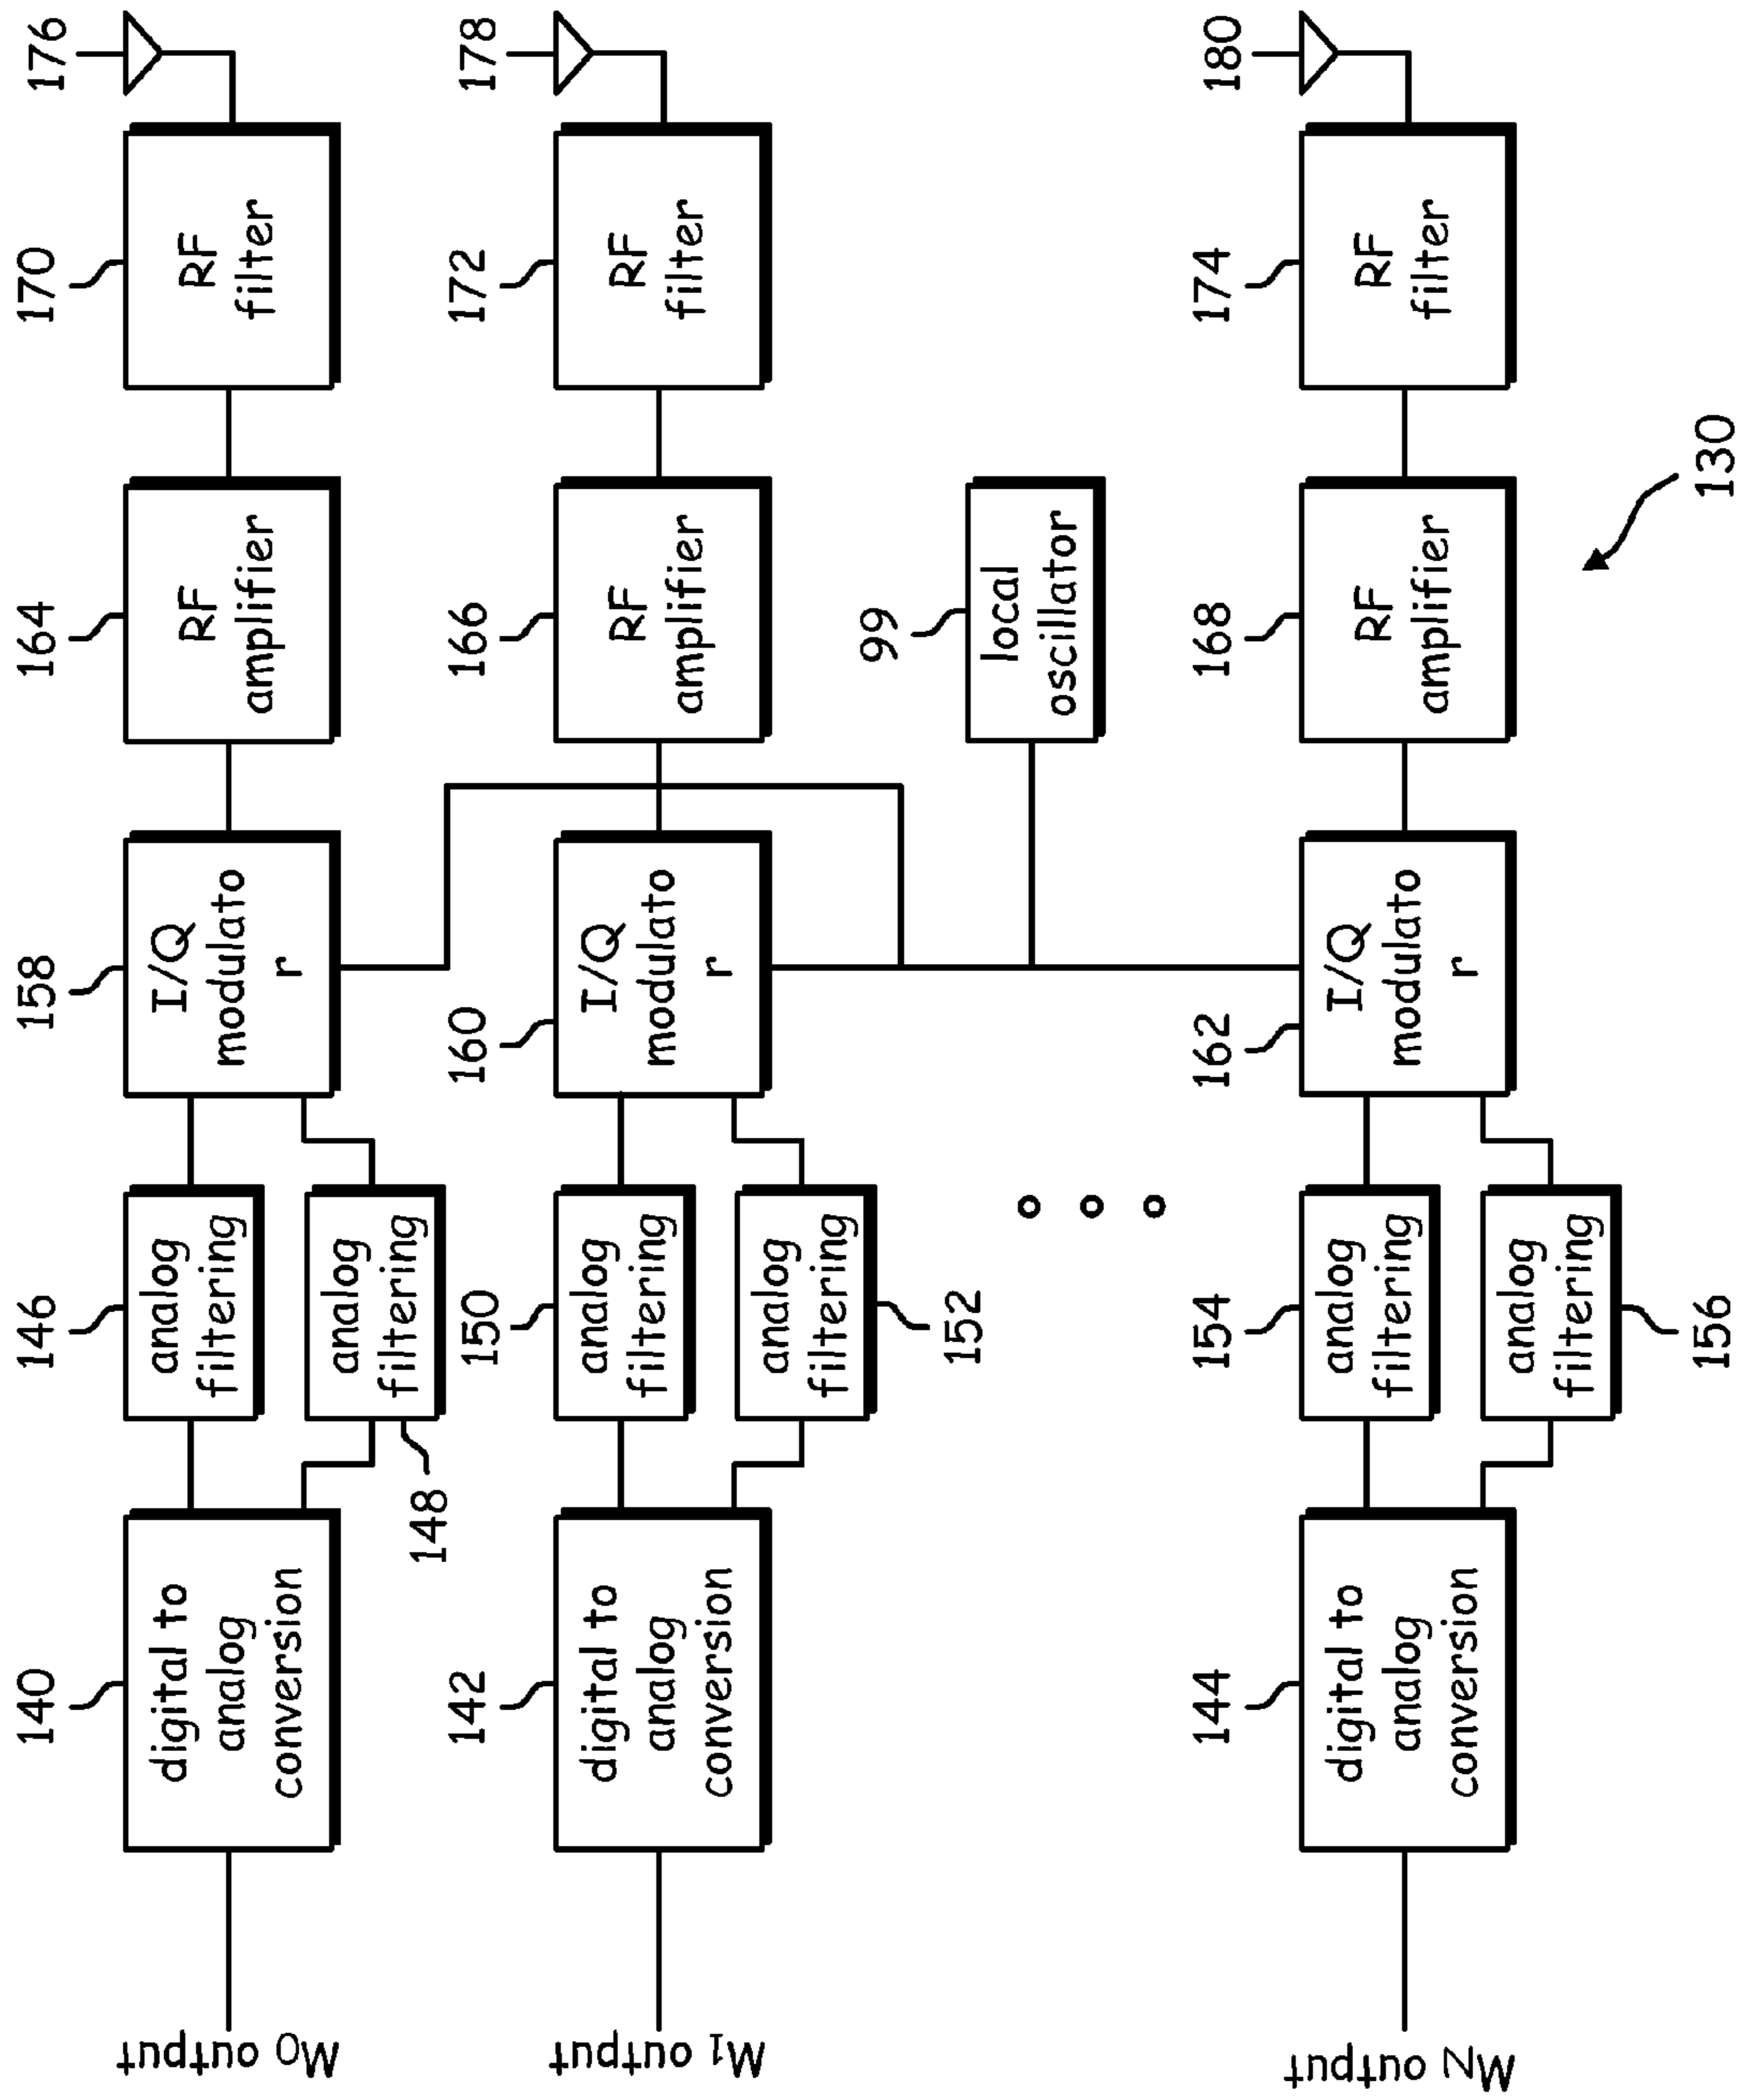 140
digital to
analog
conversion
146
analog
filtering
analog
filtering
148
158
I/Q
modulato
r
164
RF
amplifier
170
RF
filter
176
M0 output
142
digital to
analog
conversion
150
analog
filtering
analog
filtering
152
160
I/Q
modulato
r
166
RF
amplifier
172
RF
filter
178
M1 output
99
local
oscillator
144
digital to
analog
conversion
154
analog
filtering
analog
filtering
156
162
I/Q
modulato
r
168
RF
amplifier
174
RF
filter
180
MN output
130